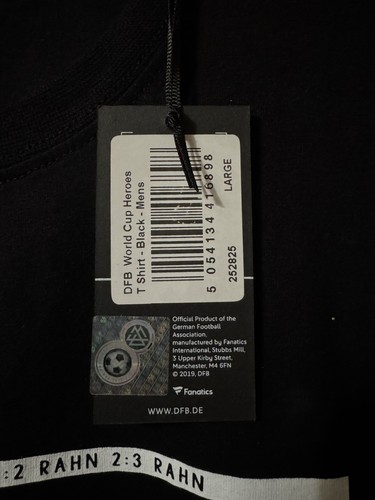 DFB World Cup Heroes
T Shirt - Black - Mens
5 054134 416898
LARGE
252825
Official Product of the
German Football
Association,
manufactured by Fanatics
International, Stubbs Mill,
3 Upper Kirby Street,
Manchester, M4 6FN
© 2019, DFB
Fanatics
WWW.DFB.DE
:2 RAHN 2:3 RAHN